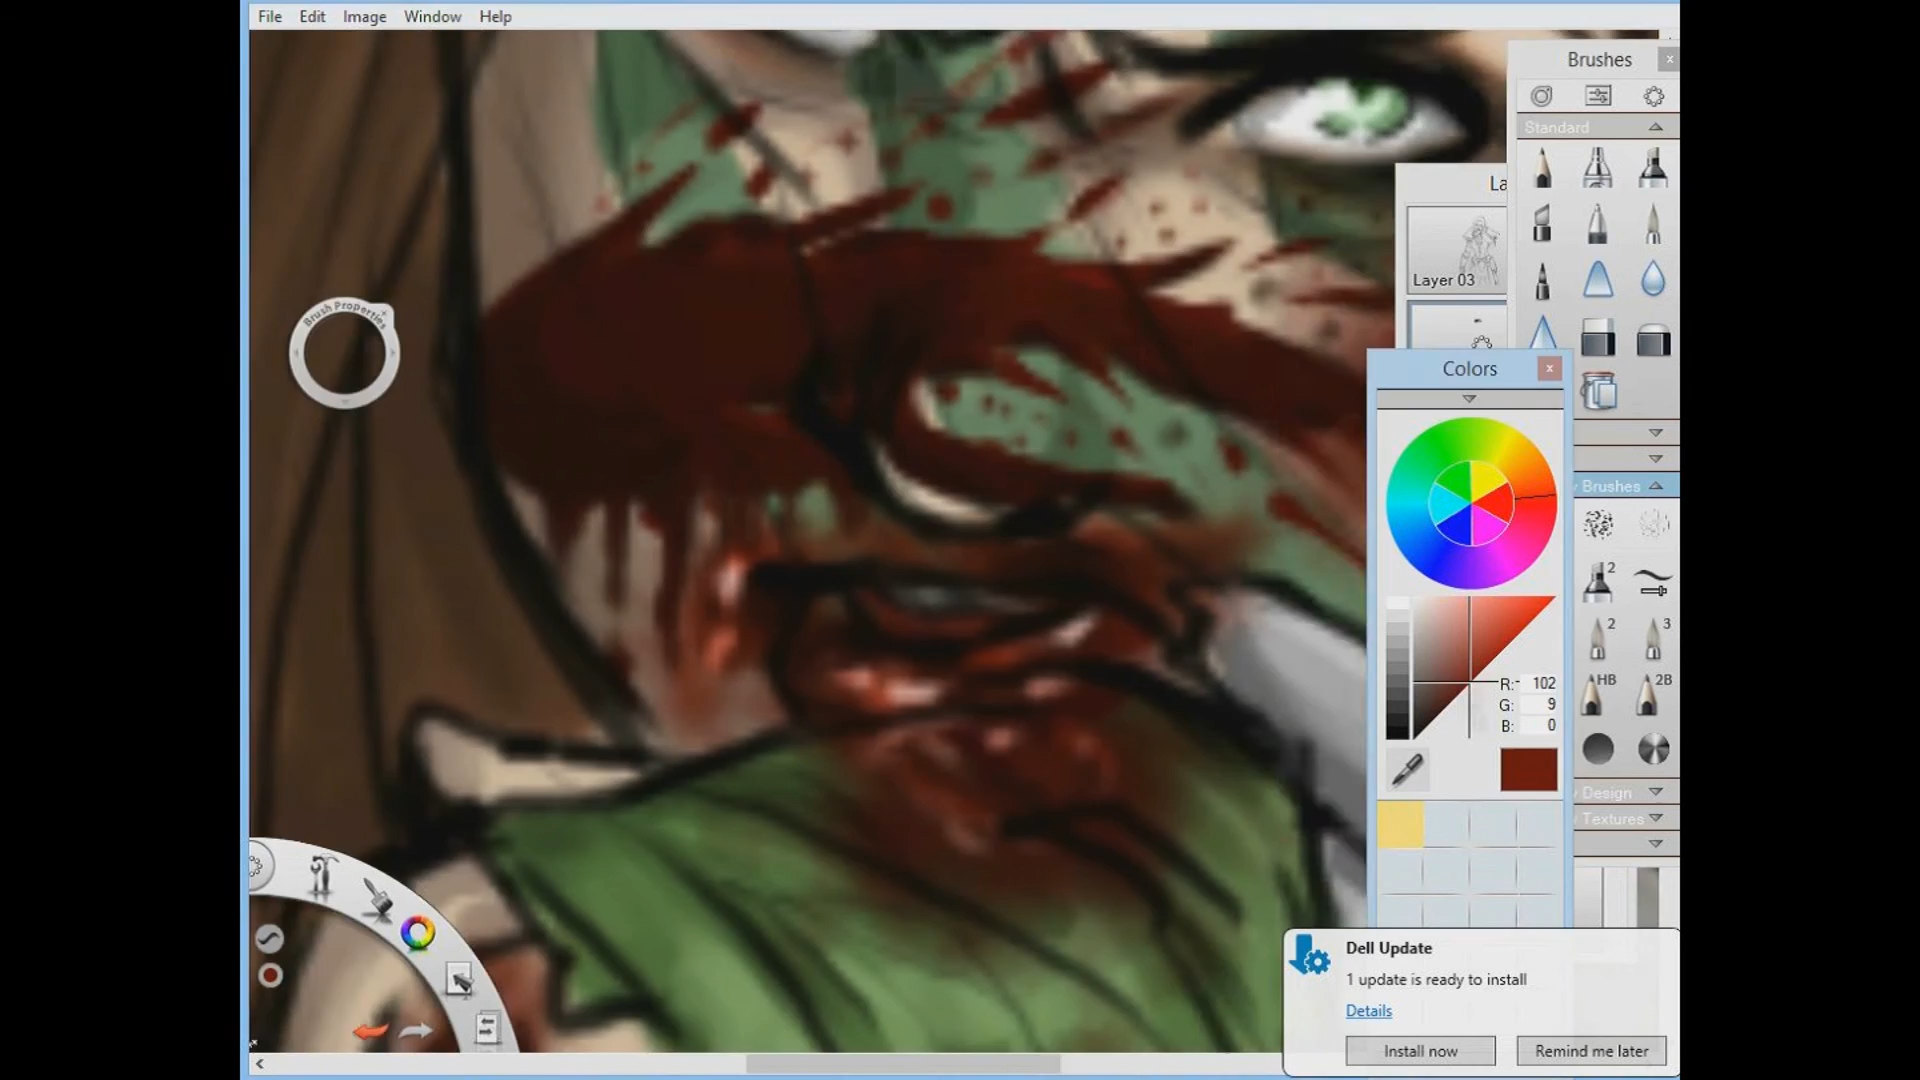 File Edit Image Window Help
Brushes
Standard
La
Layer 03
Brush Properties
Colors
Brushes
2
2 3
HB 2B
R: 102
G: 9
B: 0
Design
Textures
Dell Update
1 update is ready to install
Details
Install now Remind me later